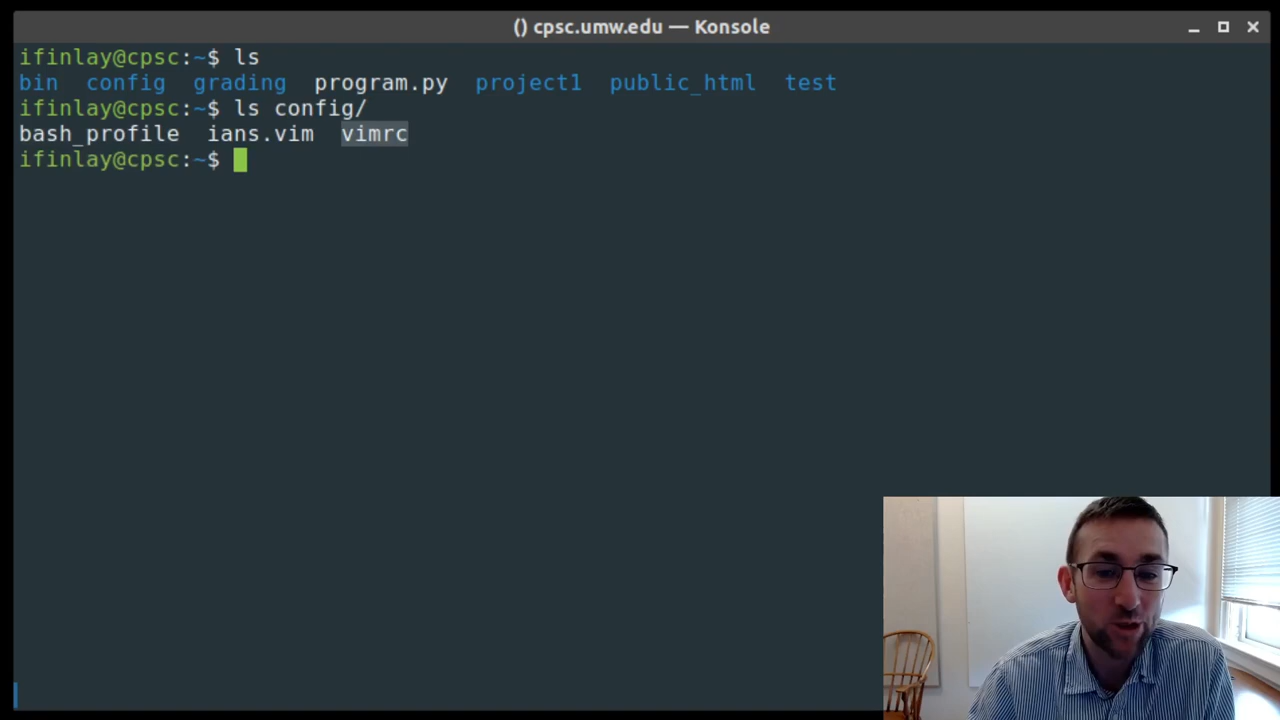 () cpsc.umw.edu — Konsole
ifinlay@cpsc:~$ ls
bin config grading program.py project1 public_html test
ifinlay@cpsc:~$ ls config/
bash_profile ians.vim vimrc
ifinlay@cpsc:~$